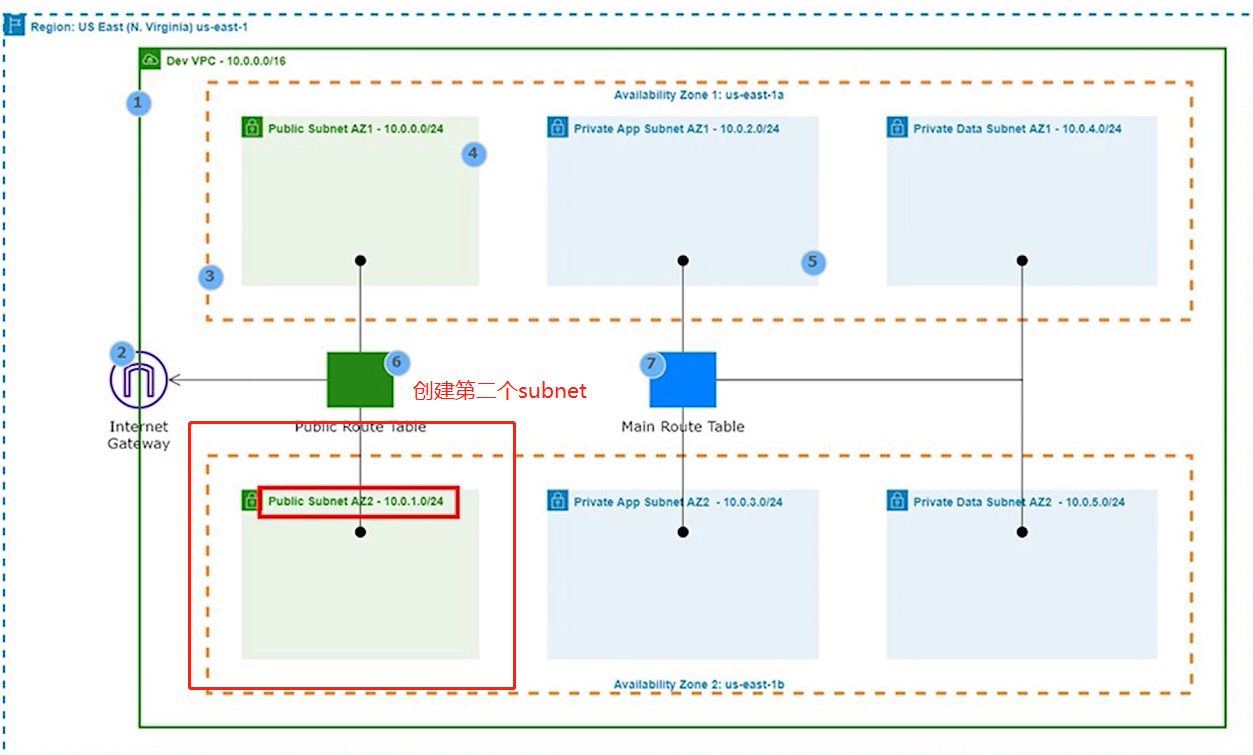 Region: US East (N. Virginia) us-east-1
Dev VPC - 10.0.0.0/16
1
Availability Zone 1: us-east-1a
Public Subnet AZ1 - 10.0.0.0/24
Private App Subnet AZ1 - 10.0.2.0/24
Private Data Subnet AZ1 - 10.0.4.0/24
4
5
3
2
6
7
创建第二个subnet
Internet
Gateway
Public Route Table
Main Route Table
Public Subnet AZ2 - 10.0.1.0/24
Private App Subnet AZ2 - 10.0.3.0/24
Private Data Subnet AZ2 - 10.0.5.0/24
Availability Zone 2: us-east-1b